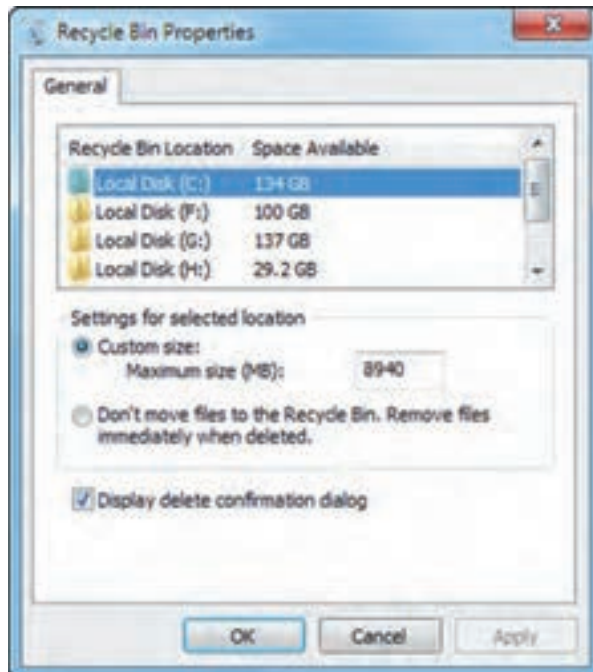 Recycle Bin Properties
General
Recycle Bin Location Space Available
Local Disk (C:) 134 GB
Local Disk (F:) 100 GB
Local Disk (G:) 137 GB
Local Disk (H:) 29.2 GB
Settings for selected location
Custom size:
Maximum size (MB): 8940
Don't move files to the Recycle Bin. Remove files
immediately when deleted.
Display delete confirmation dialog
OK Cancel Apply